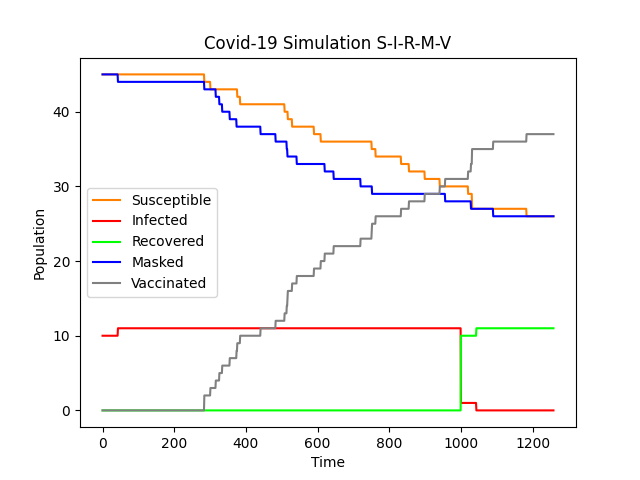 Covid-19 Simulation S-I-R-M-V
Population
40
30
20
10
0
Susceptible
Infected
Recovered
Masked
Vaccinated
0 200 400 600 800 1000 1200
Time